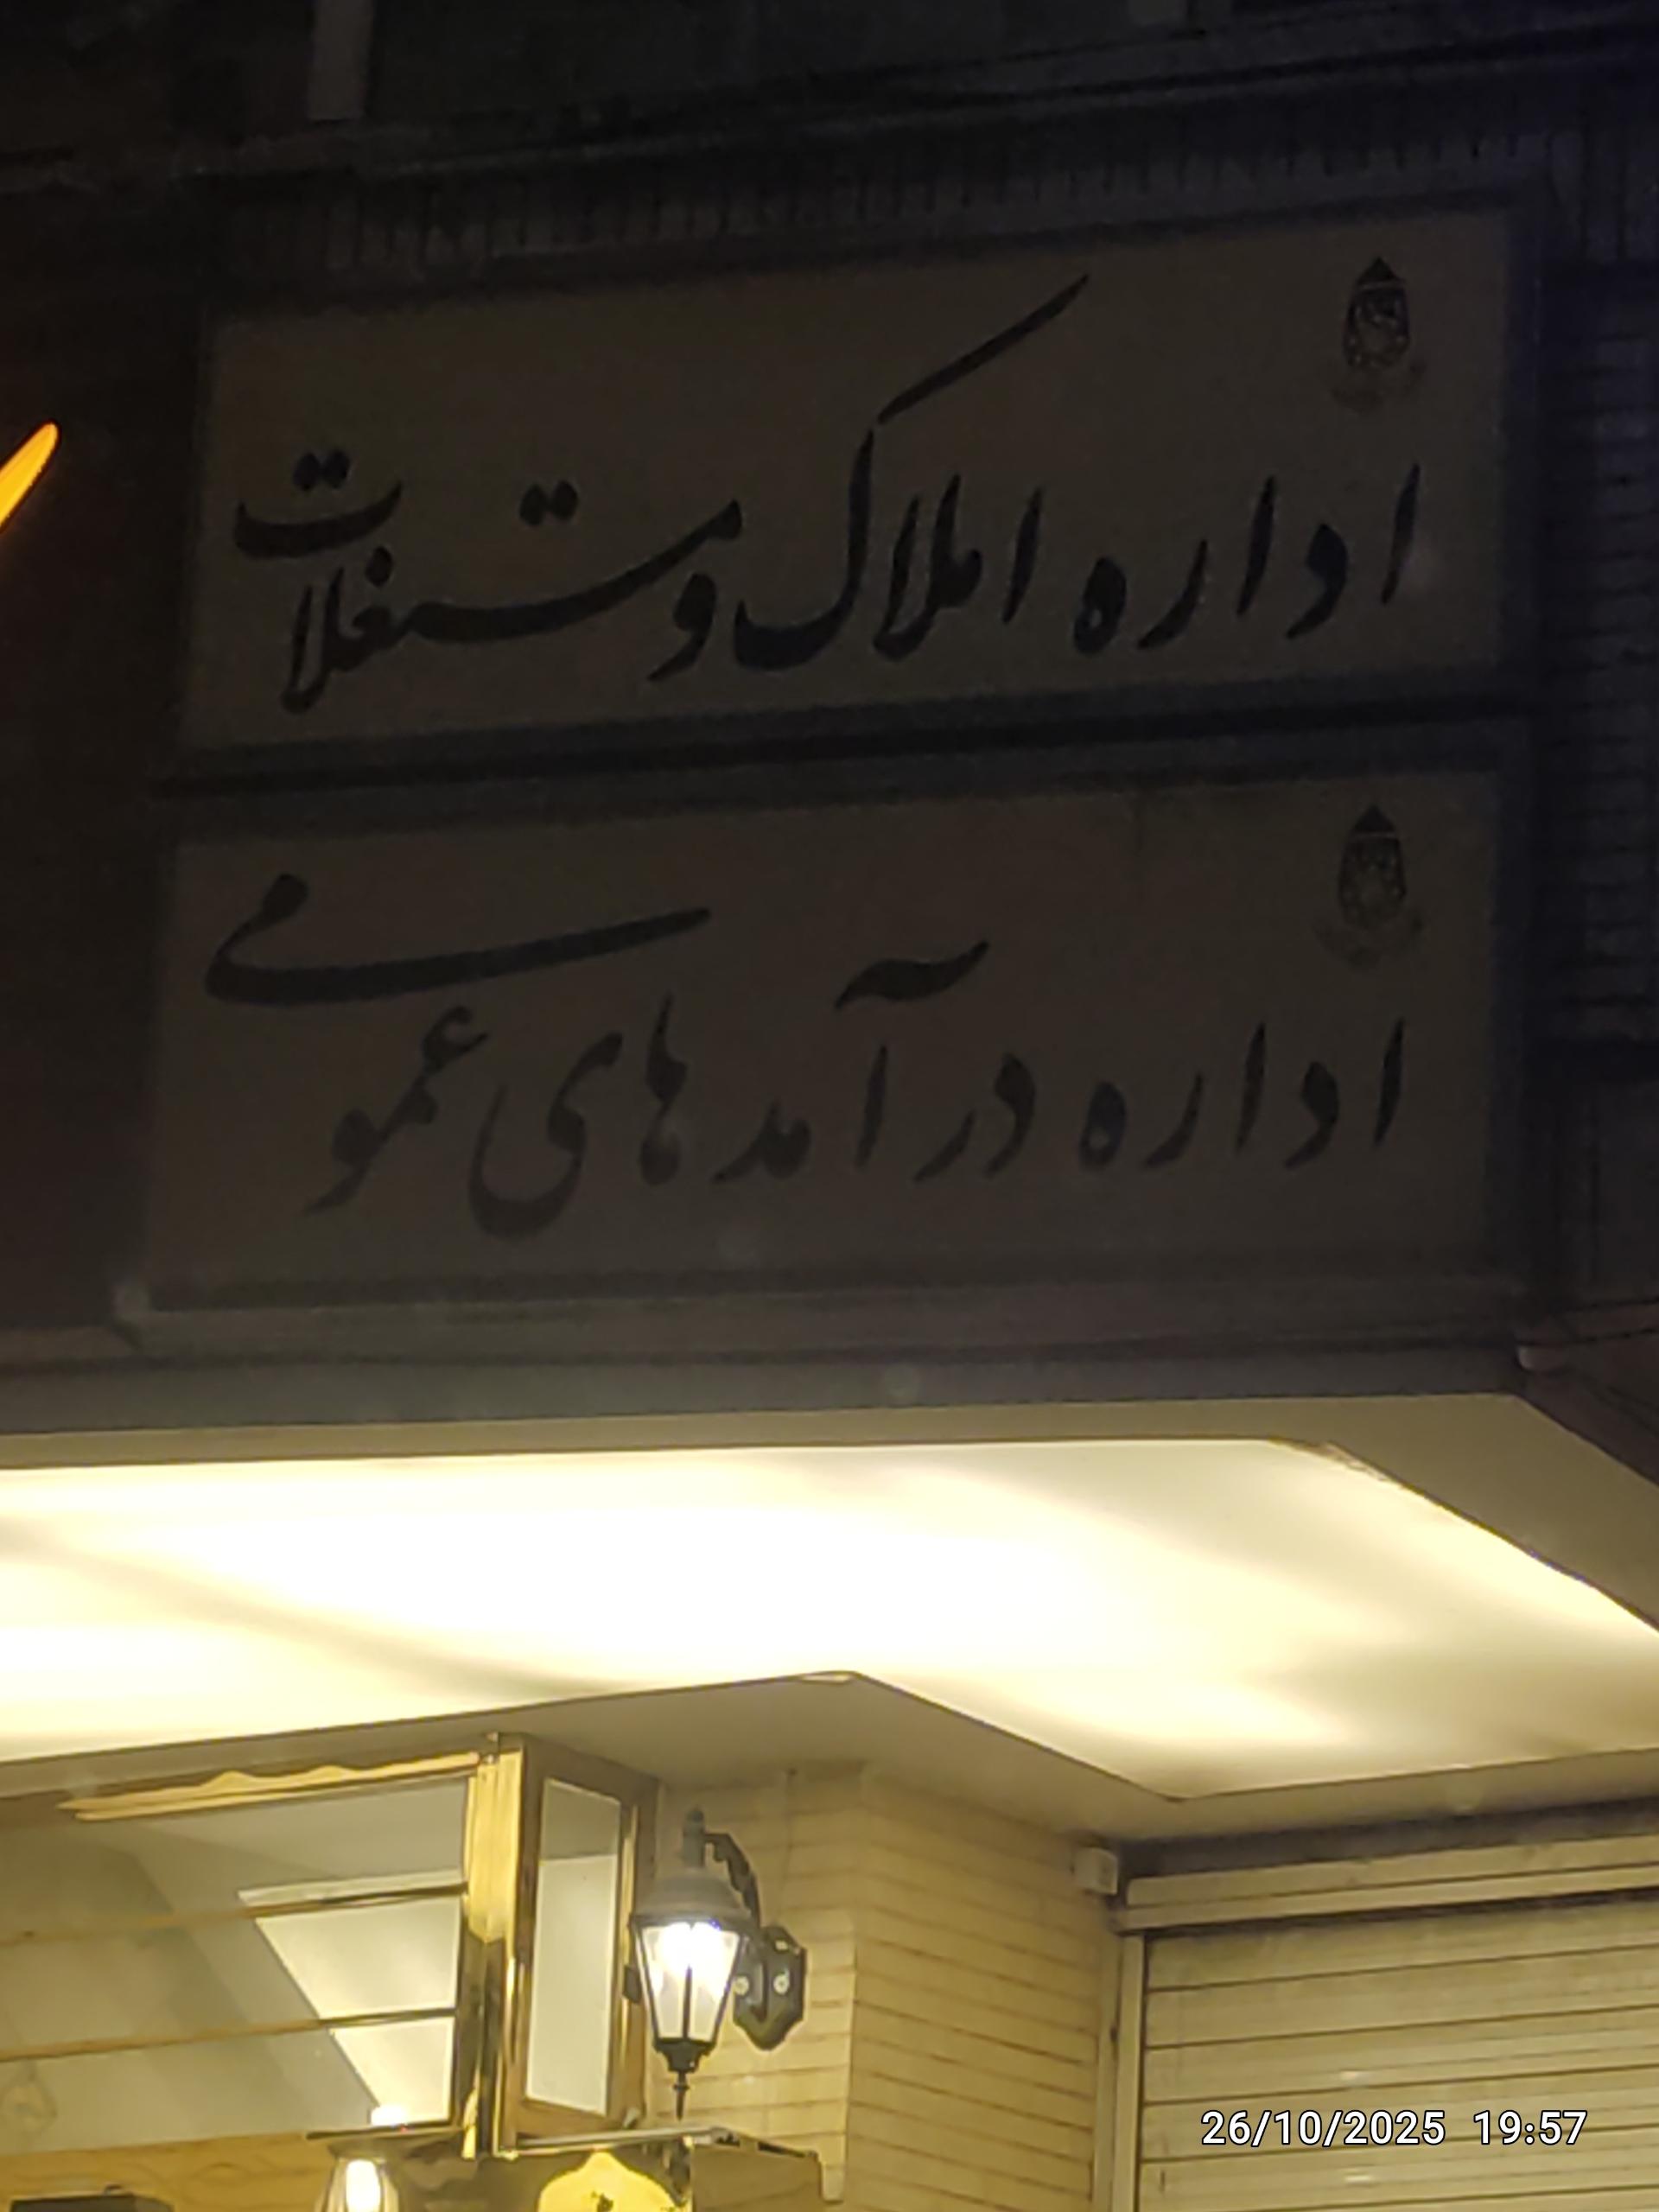 اداره املاک و مستغلات
اداره درآمدهای عمومی
26/10/2025 19:57